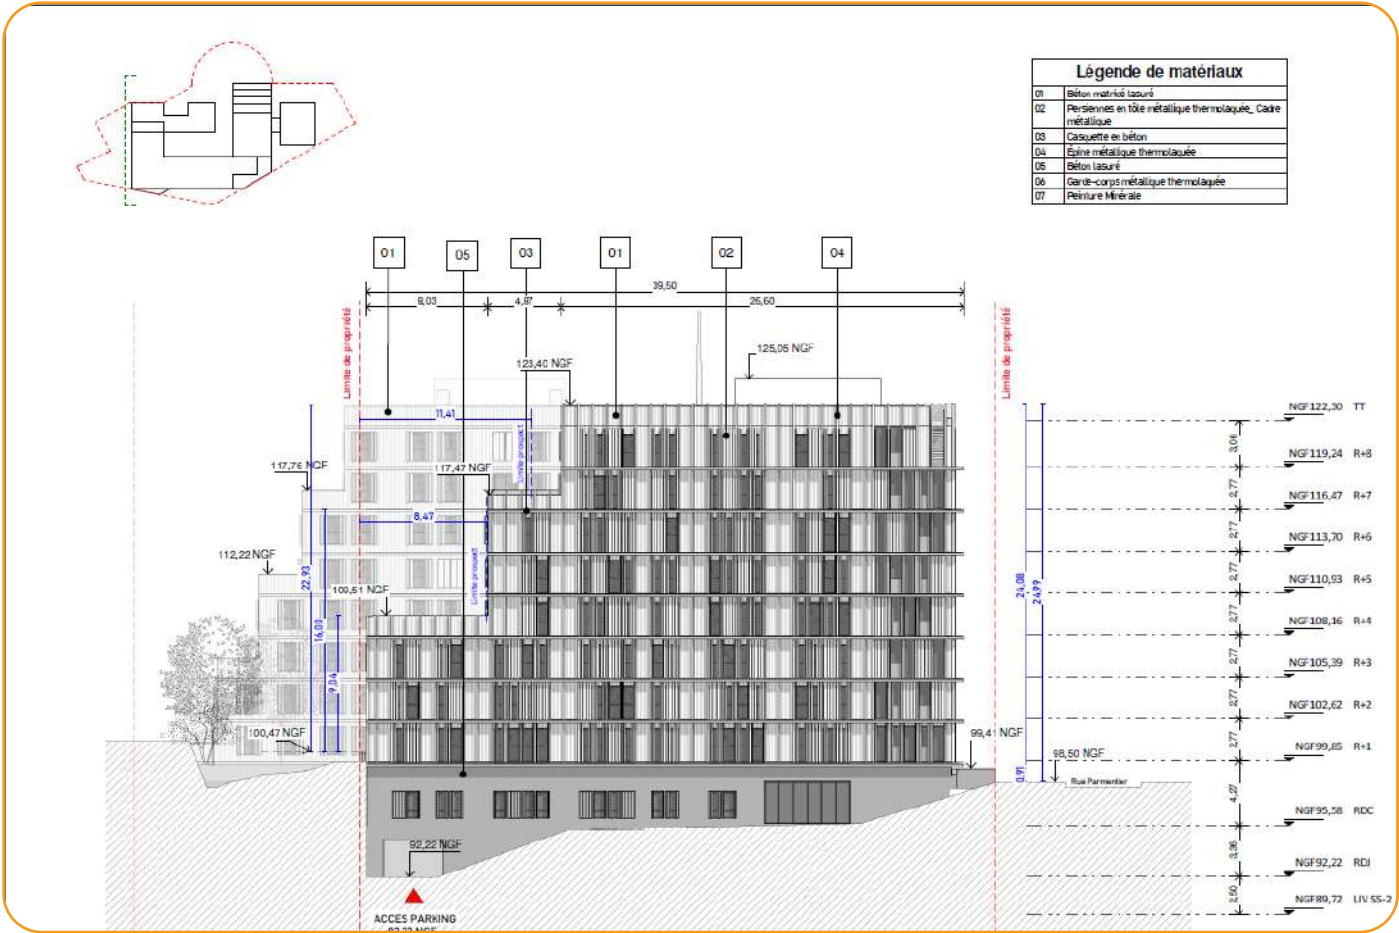 Légende de matériaux
01 Béton matricé lasuré
02 Persiennes en tôle métallique thermolaquée_ Cadre
métallique
03 Casquette en béton
04 Épine métallique thermolaquée
05 Béton lasuré
06 Garde-corps métallique thermolaquée
07 Peinture Minérale
01
05
03
01
02
04
39,50
8,03
4,87
26,60
Limite de propriété
Limite de propriété
125,05 NGF
123,40 NGF
11,41
Limite prospect
117,76 NGF
117,47 NGF
8,47
112,22 NGF
Limite prospect
109,51 NGF
22,93
16,00
9,04
100,47 NGF
99,41 NGF
98,50 NGF
Rue Parmentier
24,08
24,99
0,91
92,22 NGF
ACCES PARKING
92,22 NGF
NGF122,30 TT
3,06
NGF119,24 R+8
2,77
NGF116,47 R+7
2,77
NGF113,70 R+6
2,77
NGF110,93 R+5
2,77
NGF108,16 R+4
2,77
NGF105,39 R+3
2,77
NGF102,62 R+2
2,77
NGF99,85 R+1
4,27
NGF95,58 RDC
3,36
NGF92,22 RDJ
2,50
NGF89,72 LIV SS-2